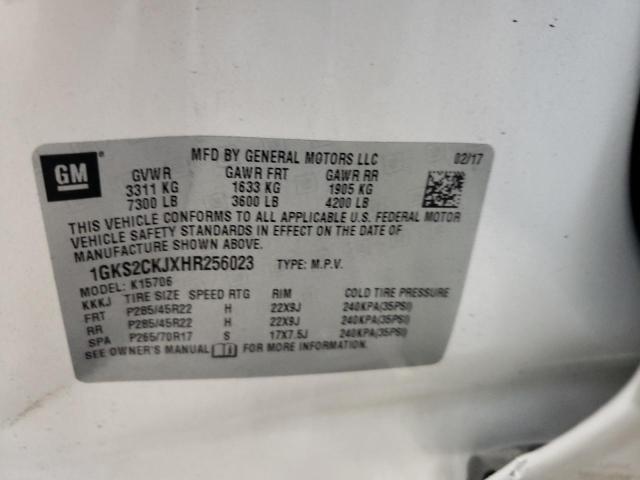 GM
MFD BY GENERAL MOTORS LLC 02/17
GVWR GAWR FRT GAWR RR
3311 KG 1633 KG 1905 KG
7300 LB 3600 LB 4200 LB
THIS VEHICLE CONFORMS TO ALL APPLICABLE U.S. FEDERAL MOTOR
VEHICLE SAFETY STANDARDS IN EFFECT ON THE DATE OF
MANUFACTURE SHOWN ABOVE.
1GKS2CKJXHR256023 TYPE: M.P.V.
MODEL: K15706
KKKJ TIRE SIZE SPEED RTG RIM COLD TIRE PRESSURE
FRT P285/45R22 H 22X9J 240KPA(35PSI)
RR P285/45R22 H 22X9J 240KPA(35PSI)
SPA P265/70R17 S 17X7.5J 240KPA(35PSI)
SEE OWNER'S MANUAL FOR MORE INFORMATION.